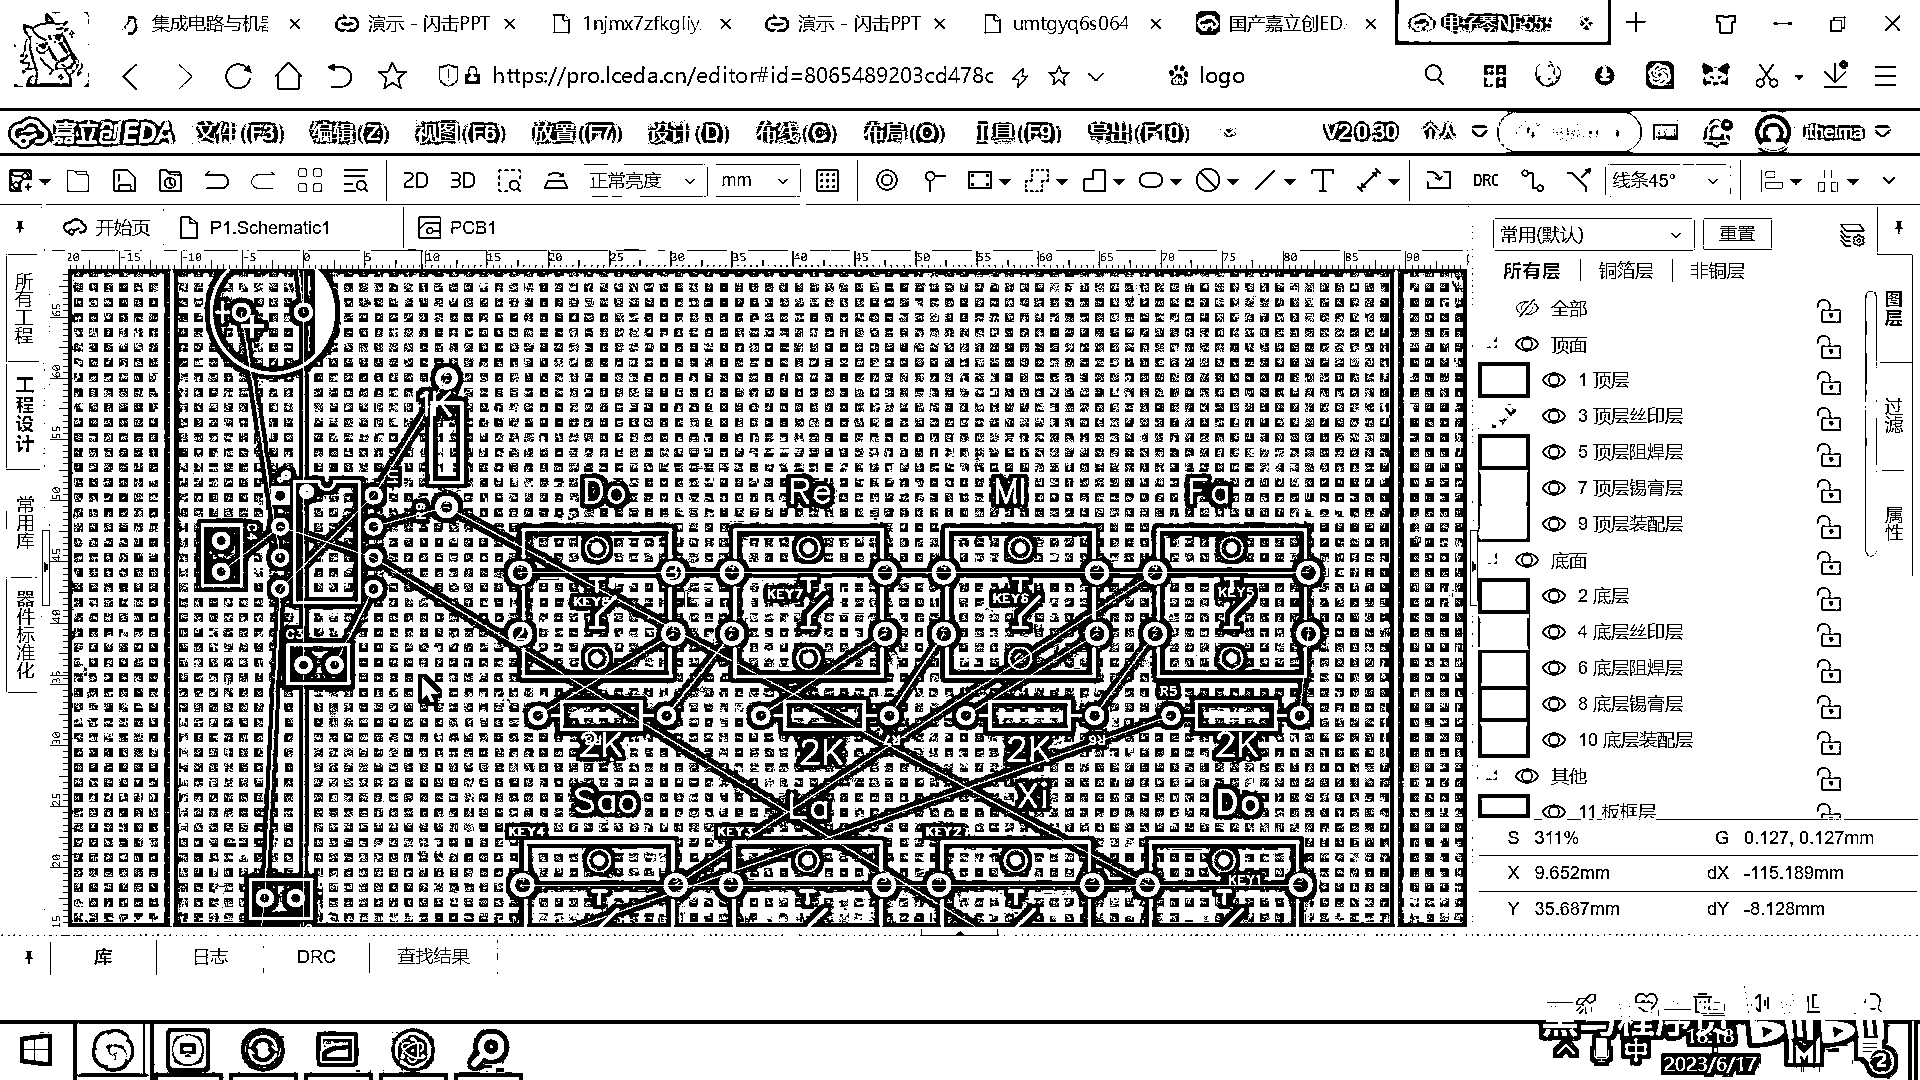 集成电路与机
演示 - 闪击PPT
1njmx7zfkgliy.
演示 - 闪击PPT
umtgyq6s064
国产嘉立创ED
电子琴NE555
https://pro.lceda.cn/editor#id=8065489203cd478c
logo
嘉立创EDA 文件(F3) 编辑(Z) 视图(F6) 放置(F7) 设计(D) 布线(C) 布局(O) 工具(F9) 导出(F10)
V2.0.30 个人 itheima
2D 3D 正常亮度 mm T DRC 线条45°
开始页 P1.Schematic1 PCB1
常用(默认) 重置
所有层 铜箔层 非铜层
所有工程
工程设计
常用库
器件标准化
图层
过滤
属性
全部
顶面
1 顶层
3 顶层丝印层
5 顶层阻焊层
7 顶层锡膏层
9 顶层装配层
底面
2 底层
4 底层丝印层
6 底层阻焊层
8 底层锡膏层
10 底层装配层
其他
11 板框层
1K
Do Re MI Fa
KEY7 KEY6 KEY5
C3
R5
2K 2K 2K 2K
Sao La Xi Do
KEY4 KEY3 KEY2 KEY1
S 311% G 0.127, 0.127mm
X 9.652mm dX -115.189mm
Y 35.687mm dY -8.128mm
库 日志 DRC 查找结果
黑马程序员
中
18:18
2023/6/17
2